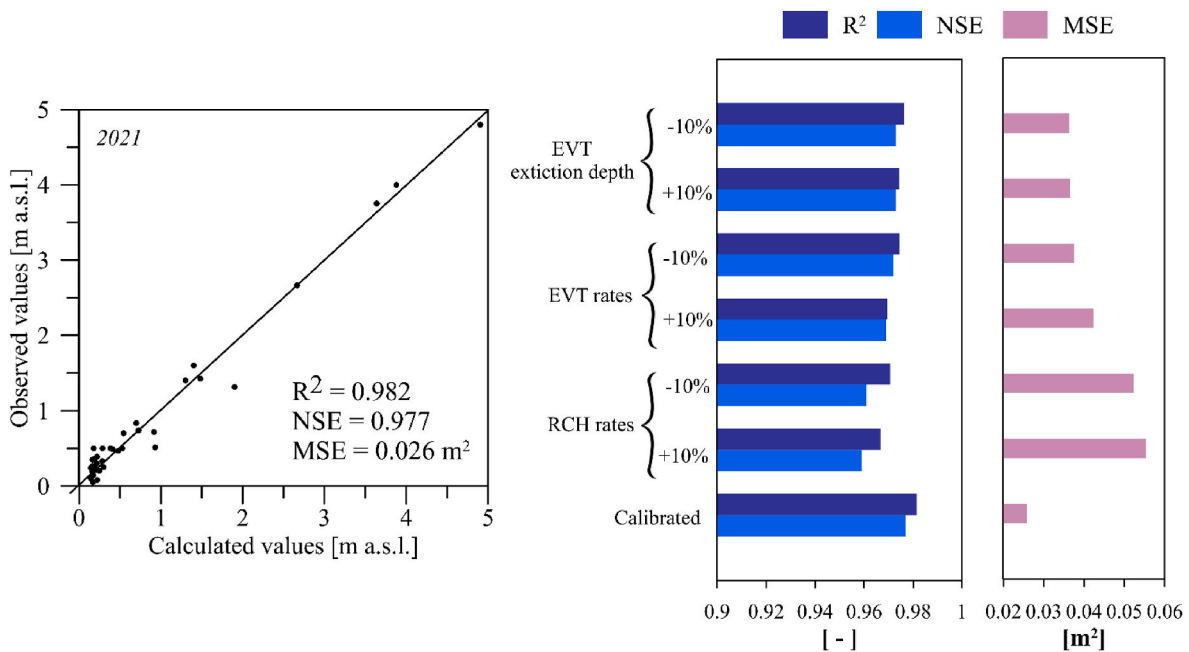 R² NSE MSE
2021
Observed values [m a.s.l.]
5
4
3
2
1
0
R² = 0.982
NSE = 0.977
MSE = 0.026 m²
0 1 2 3 4 5
Calculated values [m a.s.l.]
EVT
extiction depth
-10%
+10%
EVT rates
-10%
+10%
RCH rates
-10%
+10%
Calibrated
0.9 0.92 0.94 0.96 0.98 1
[ - ]
0.02 0.03 0.04 0.05 0.06
[m²]